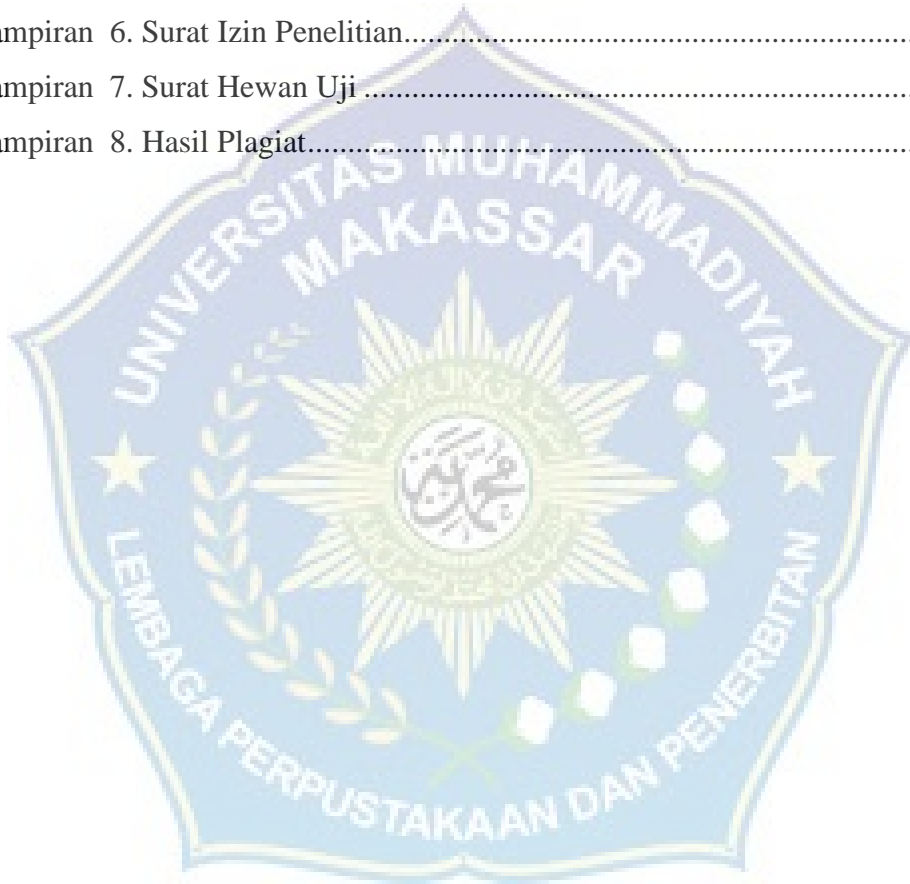 ampiran  6. Surat Izin Penelitian..........................................................................
ampiran  7. Surat Hewan Uji..............................................................................
ampiran  8. Hasil Plagiat....................................................................................
UNIVERSITAS MUHAMMADIYAH
MAKASSAR
LEMBAGA PERPUSTAKAAN DAN PENERBITAN